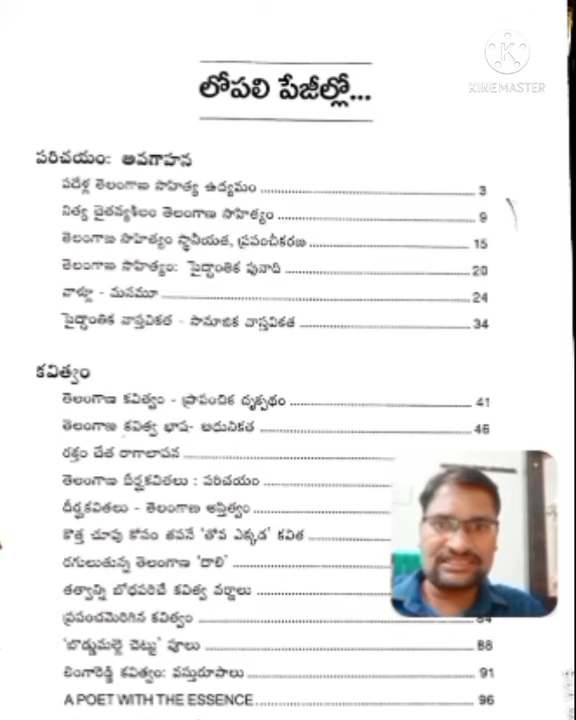 KINEMASTER
లోపలి పేజీల్లో...
పరిచయం: అవగాహన
పదేళ్ల తెలంగాణ సాహిత్య ఉద్యమం 3
నిత్య చైతన్యశీలం తెలంగాణ సాహిత్యం 9
తెలంగాణ సాహిత్యం స్థానీయత, ప్రపంచీకరణ 15
తెలంగాణ సాహిత్యం: సైద్ధాంతిక పునాది 20
వాళ్లూ - మనమూ 24
సైద్ధాంతిక వాస్తవికత - సామాజిక వాస్తవికత 34
కవిత్వం
తెలంగాణ కవిత్వం - ప్రాపంచిక దృక్పథం 41
తెలంగాణ కవిత్వ భాష- ఆధునికత 46
రక్తం చేత రాగాలాపన
తెలంగాణ దీర్ఘకవితలు : పరిచయం
దీర్ఘకవితలు - తెలంగాణ అస్తిత్వం
కొత్త చూపు కోసం తపనే 'తొవ ఎక్కడ' కవిత
రగులుతున్న తెలంగాణ 'దాలి'
తత్వాన్ని బోధపరిచే కవిత్వ వర్ణాలు
ప్రపంచమెరిగిన కవిత్వం 84
'బొడ్డుమల్లె చెట్టు' పూలు 88
లింగారెడ్డి కవిత్వం: వస్తురూపాలు 91
A POET WITH THE ESSENCE 96